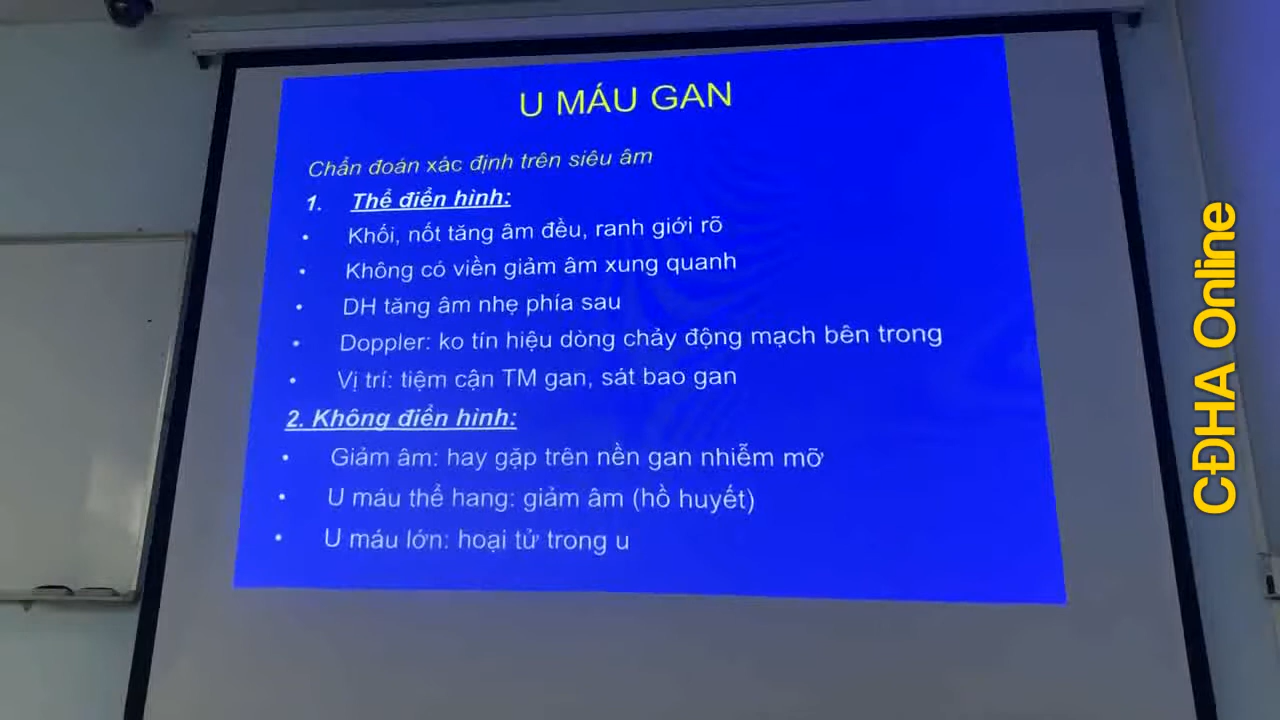 U MÁU GAN
Chẩn đoán xác định trên siêu âm
1. Thể điển hình:
• Khối, nốt tăng âm đều, ranh giới rõ
• Không có viền giảm âm xung quanh
• DH tăng âm nhẹ phía sau
• Doppler: ko tín hiệu dòng chảy động mạch bên trong
• Vị trí: tiệm cận TM gan, sát bao gan
2. Không điển hình:
• Giảm âm: hay gặp trên nền gan nhiễm mỡ
• U máu thể hang: giảm âm (hồ huyết)
• U máu lớn: hoại tử trong u
CĐHA Online